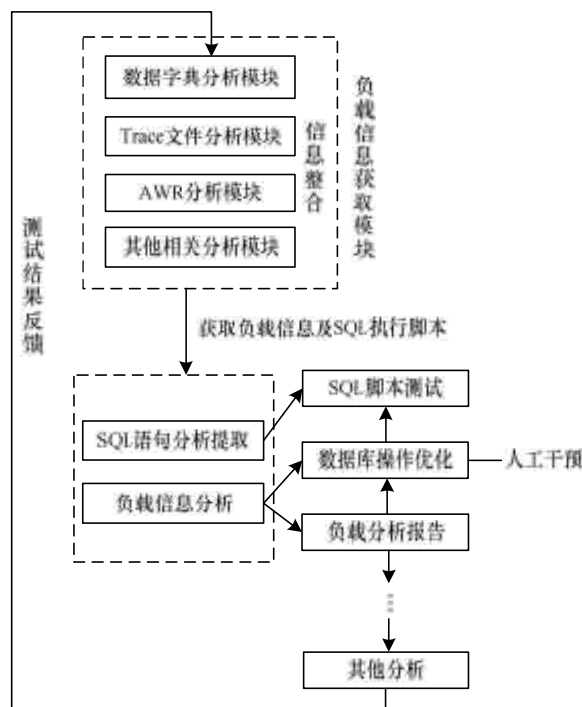 数据字典分析模块
Trace文件分析模块
AWR分析模块
其他相关分析模块
信息整合
负载信息获取模块
测试结果反馈
获取负载信息及SQL执行脚本
SQL脚本测试
SQL语句分析提取
数据库操作优化
人工干预
负载信息分析
负载分析报告
...
其他分析